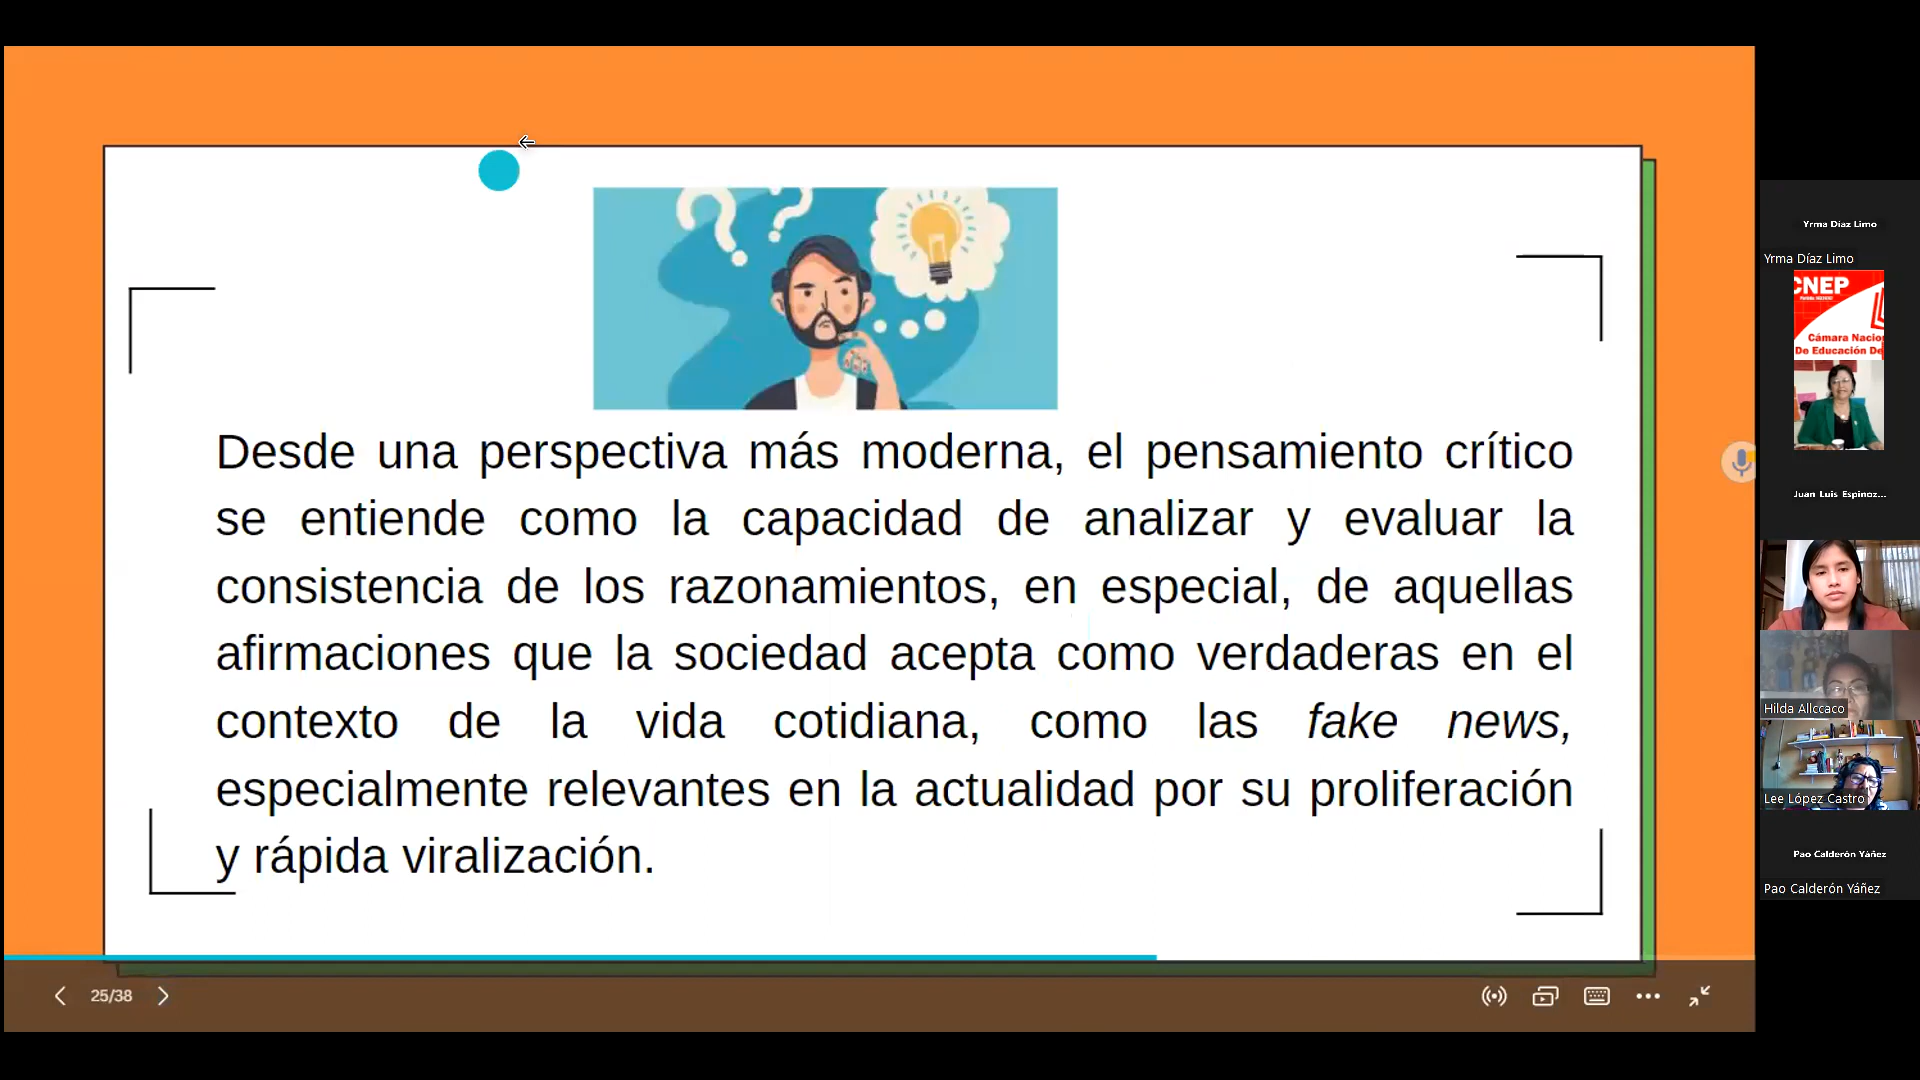 Desde una perspectiva más moderna, el pensamiento crítico
se entiende como la capacidad de analizar y evaluar la
consistencia de los razonamientos, en especial, de aquellas
afirmaciones que la sociedad acepta como verdaderas en el
contexto de la vida cotidiana, como las fake news,
especialmente relevantes en la actualidad por su proliferación
y rápida viralización.
25/38
Yrma Díaz Limo
Yrma Díaz Limo
CNEP
Cámara Nacio
De Educación De
Juan Luis Espinoz...
Hilda Allccaco
Lee López Castro
Pao Calderón Yáñez
Pao Calderón Yáñez